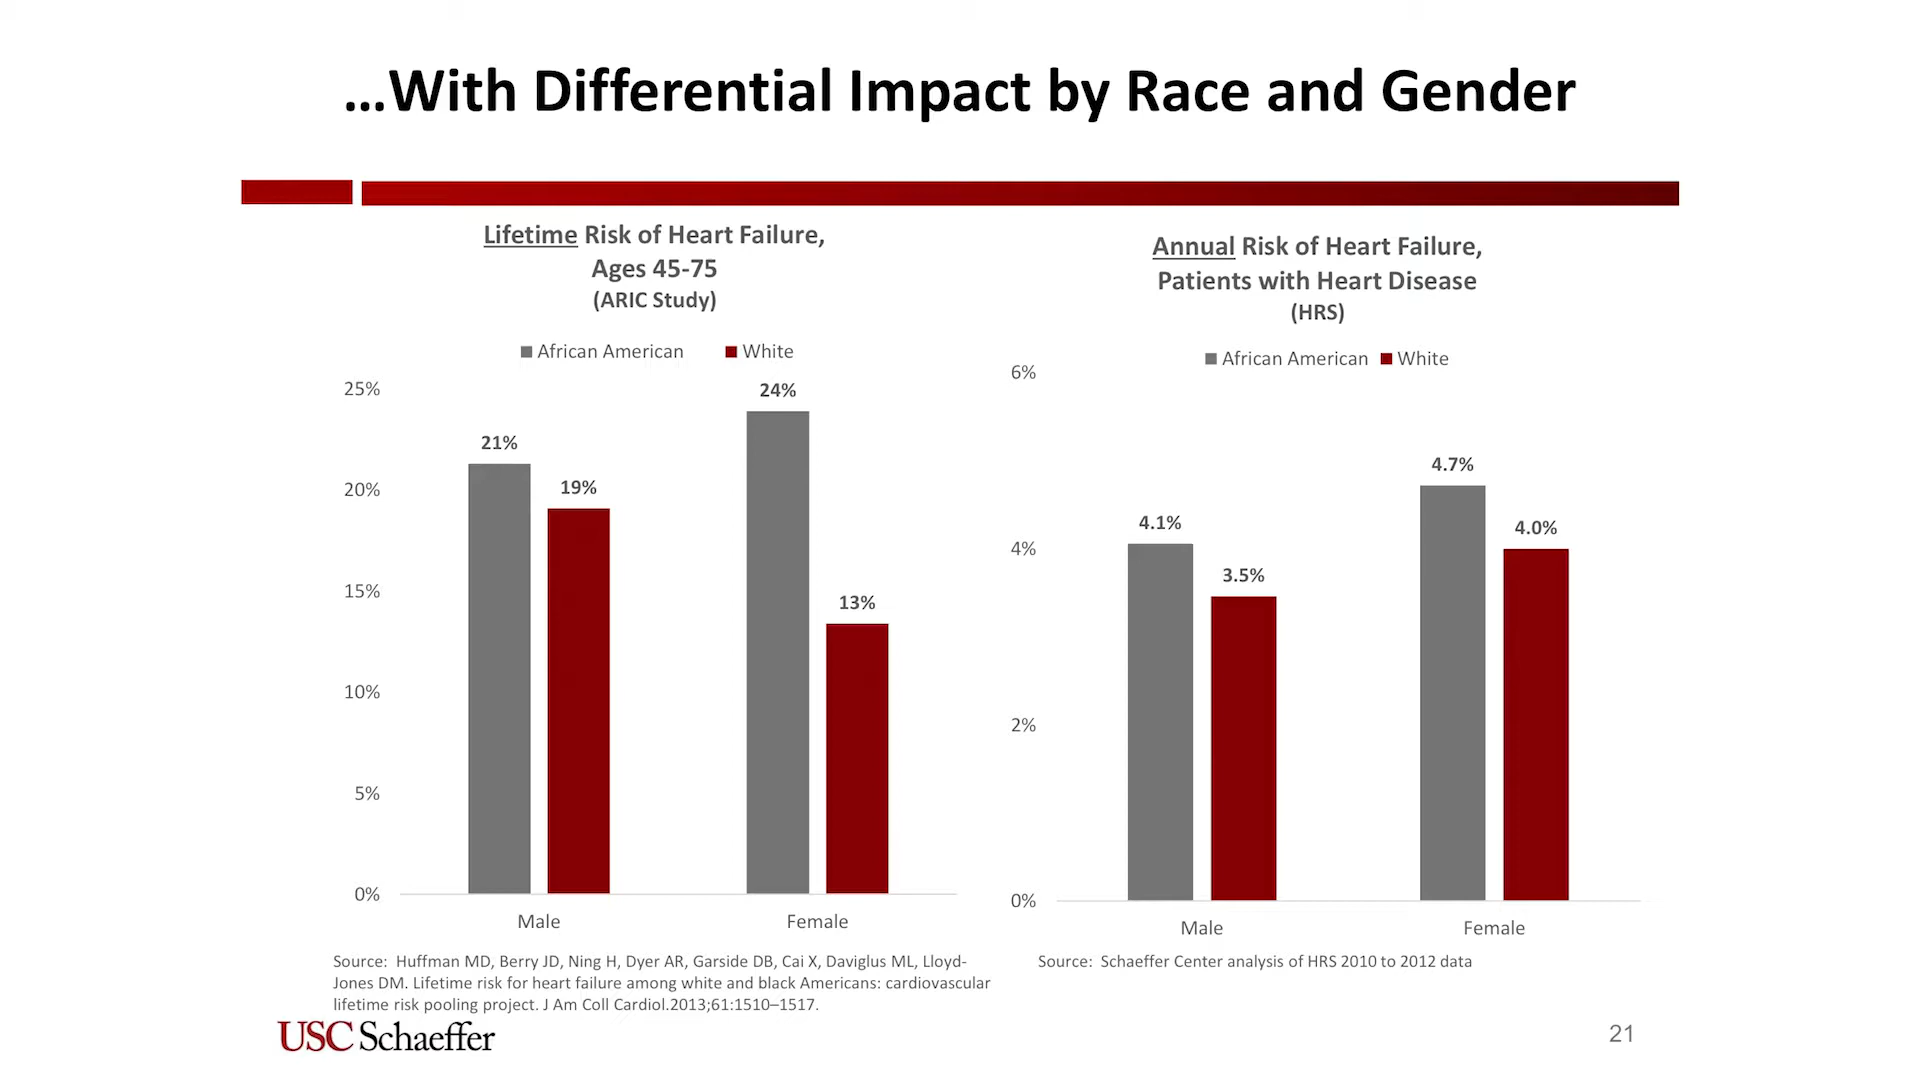 …With Differential Impact by Race and Gender
Lifetime Risk of Heart Failure,
Ages 45-75
(ARIC Study)
African American White
25%
20%
15%
10%
5%
0%
21%
19%
24%
13%
Male Female
Source: Huffman MD, Berry JD, Ning H, Dyer AR, Garside DB, Cai X, Daviglus ML, Lloyd-
Jones DM. Lifetime risk for heart failure among white and black Americans: cardiovascular
lifetime risk pooling project. J Am Coll Cardiol.2013;61:1510–1517.
Annual Risk of Heart Failure,
Patients with Heart Disease
(HRS)
African American White
6%
4%
2%
0%
4.1%
3.5%
4.7%
4.0%
Male Female
Source: Schaeffer Center analysis of HRS 2010 to 2012 data
USC Schaeffer
21